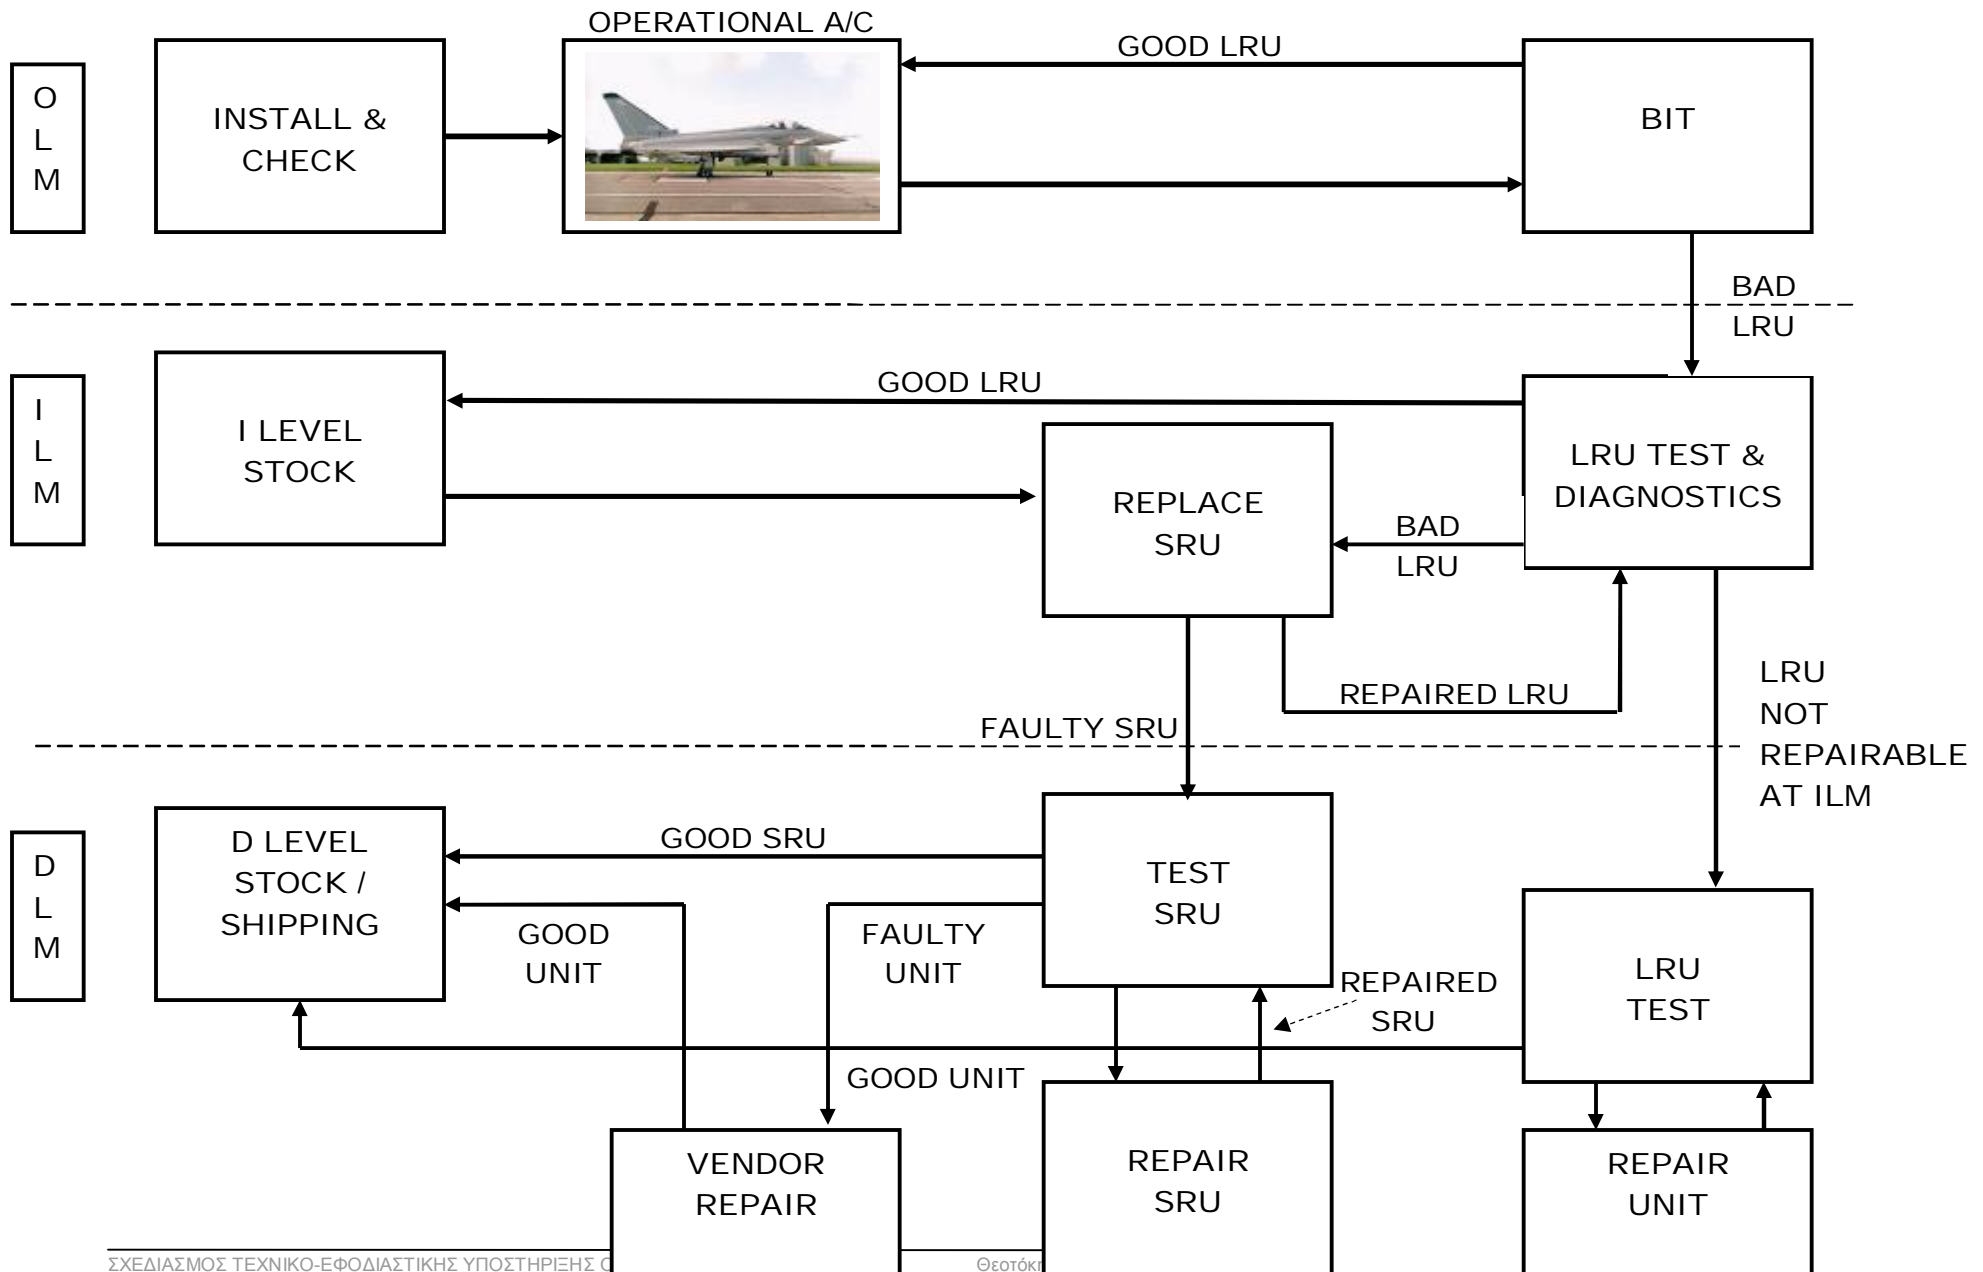 OPERATIONAL A/C
O
L
M
INSTALL &
CHECK
GOOD LRU
BIT
BAD
LRU
I
L
M
I LEVEL
STOCK
GOOD LRU
REPLACE
SRU
BAD
LRU
LRU TEST &
DIAGNOSTICS
REPAIRED LRU
FAULTY SRU
LRU
NOT
REPAIRABLE
AT ILM
D
L
M
D LEVEL
STOCK /
SHIPPING
GOOD SRU
GOOD
UNIT
FAULTY
UNIT
TEST
SRU
REPAIRED
SRU
LRU
TEST
GOOD UNIT
VENDOR
REPAIR
REPAIR
SRU
REPAIR
UNIT
ΣΧΕΔΙΑΣΜΟΣ ΤΕΧΝΙΚΟ-ΕΦΟΔΙΑΣΤΙΚΗΣ ΥΠΟΣΤΗΡΙΞΗΣ